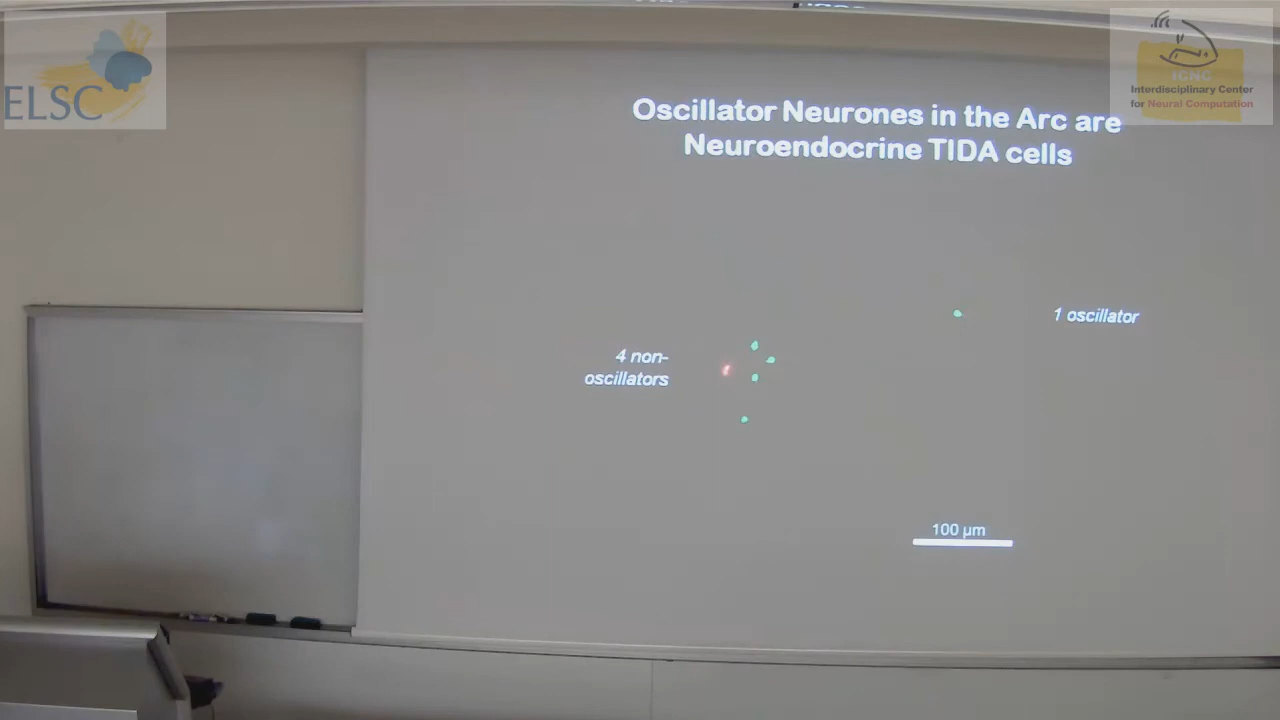 ELSC
ICNC
Interdisciplinary Center
for Neural Computation
Oscillator Neurones in the Arc are
Neuroendocrine TIDA cells
1 oscillator
4 non-
oscillators
100 µm